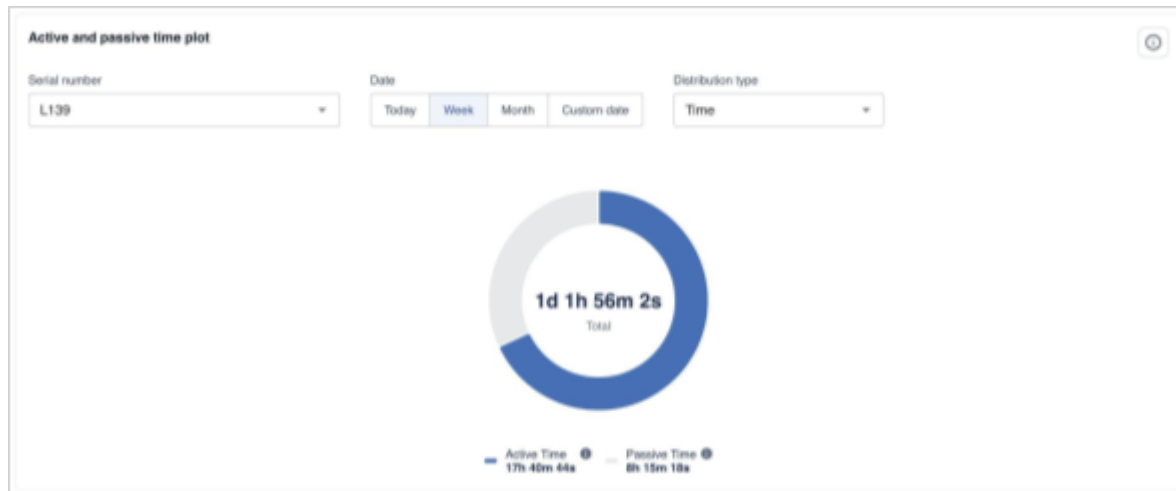 Active and passive time plot
Serial number
Date
Distribution type
L139
Today Week Month Custom date
Time
1d 1h 56m 2s
Total
Active Time Passive Time
17h 40m 44s 8h 15m 18s